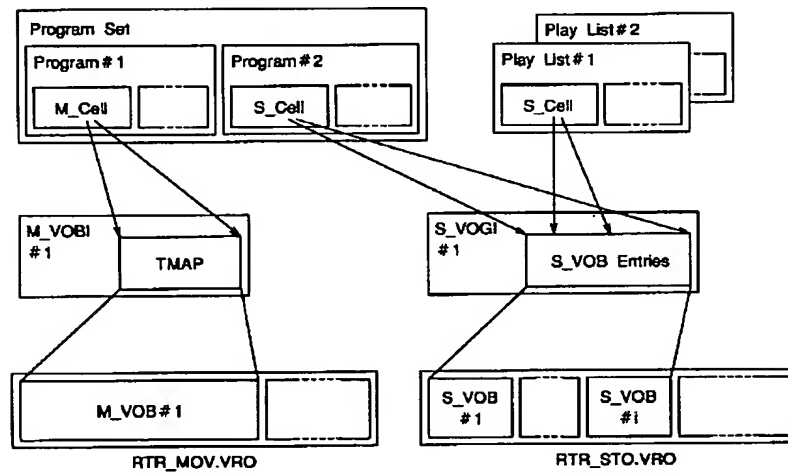 Program Set
Program#1
M_Cell
Program#2
S_Cell
Play List#2
Play List#1
S_Cell
M_VOBI
#1
TMAP
S_VOGI
#1
S_VOB Entries
M_VOB#1
S_VOB
#1
S_VOB
#i
RTR_MOV.VRO
RTR_STO.VRO